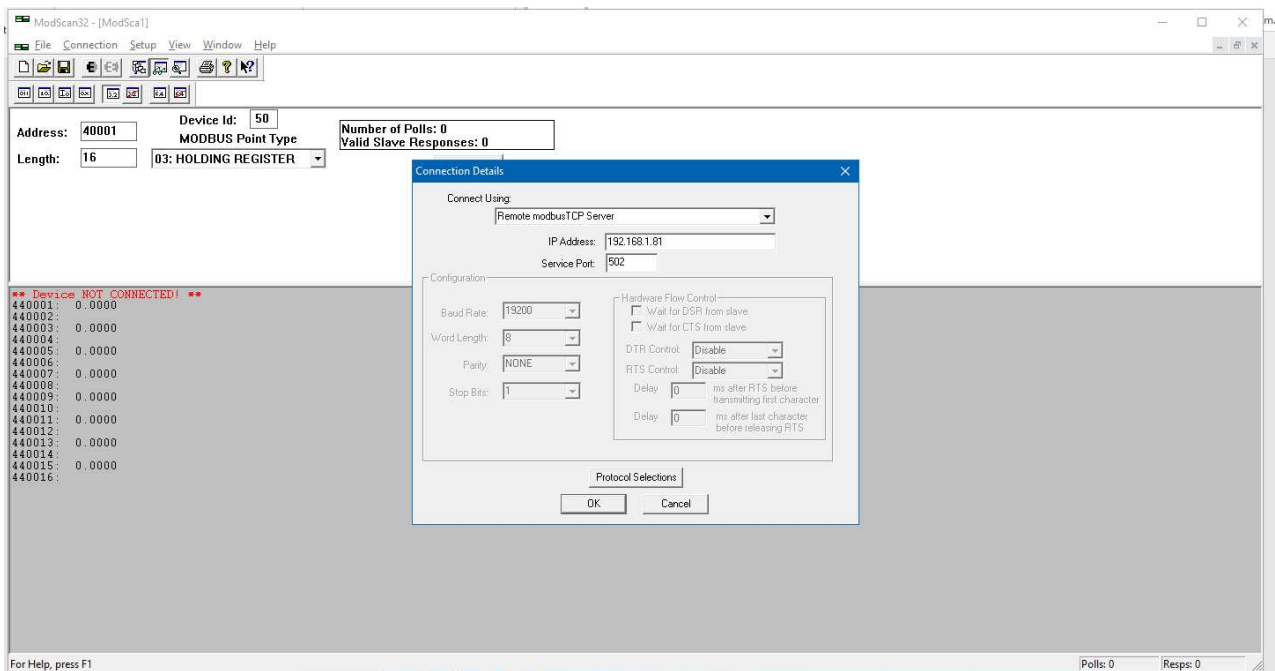 ModScan32 - [ModSca1]
File Connection Setup View Window Help
Address: 40001
Device Id: 50
MODBUS Point Type
Length: 16
03: HOLDING REGISTER
Number of Polls: 0
Valid Slave Responses: 0
** Device NOT CONNECTED! **
440001: 0.0000
440002:
440003: 0.0000
440004:
440005: 0.0000
440006:
440007: 0.0000
440008:
440009: 0.0000
440010:
440011: 0.0000
440012:
440013: 0.0000
440014:
440015: 0.0000
440016:
Connection Details
Connect Using:
Remote modbusTCP Server
IP Address: 192.168.1.81
Service Port: 502
Configuration
Baud Rate: 19200
Word Length: 8
Parity: NONE
Stop Bits: 1
Hardware Flow Control
Wait for DSR from slave
Wait for CTS from slave
DTR Control: Disable
RTS Control: Disable
Delay 0 ms after RTS before
transmitting first character
Delay 0 ms after last character
before releasing RTS
Protocol Selections
OK Cancel
For Help, press F1
Polls: 0 Resps: 0